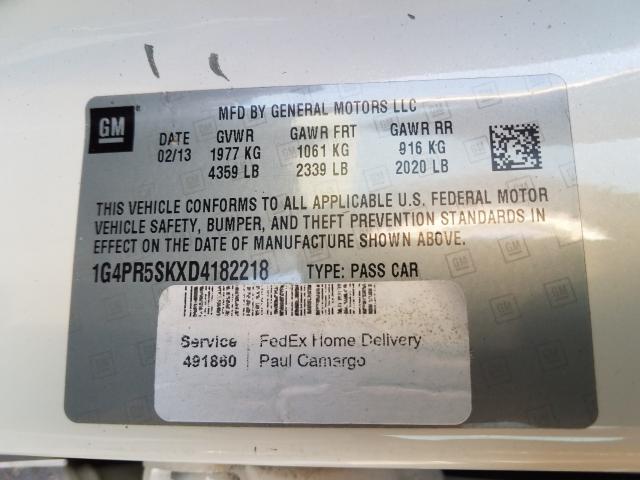 GM
MFD BY GENERAL MOTORS LLC
DATE GVWR GAWR FRT GAWR RR
02/13 1977 KG 1061 KG 916 KG
4359 LB 2339 LB 2020 LB
THIS VEHICLE CONFORMS TO ALL APPLICABLE U.S. FEDERAL MOTOR
VEHICLE SAFETY, BUMPER, AND THEFT PREVENTION STANDARDS IN
EFFECT ON THE DATE OF MANUFACTURE SHOWN ABOVE.
1G4PR5SKXD4182218 TYPE: PASS CAR
Service FedEx Home Delivery
491860 Paul Camargo